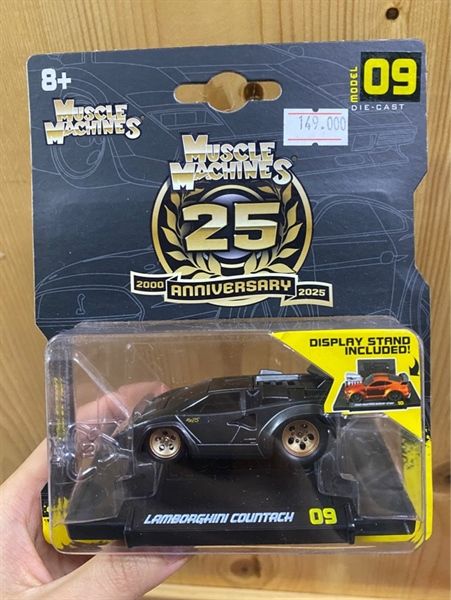 8+
MUSCLE
MACHINES
MODEL
09
DIE-CAST
149.000
MUSCLE
MACHINES
25
2000 ANNIVERSARY 2025
DISPLAY STAND
INCLUDED!
10
LAMBORGHINI COUNTACH 09